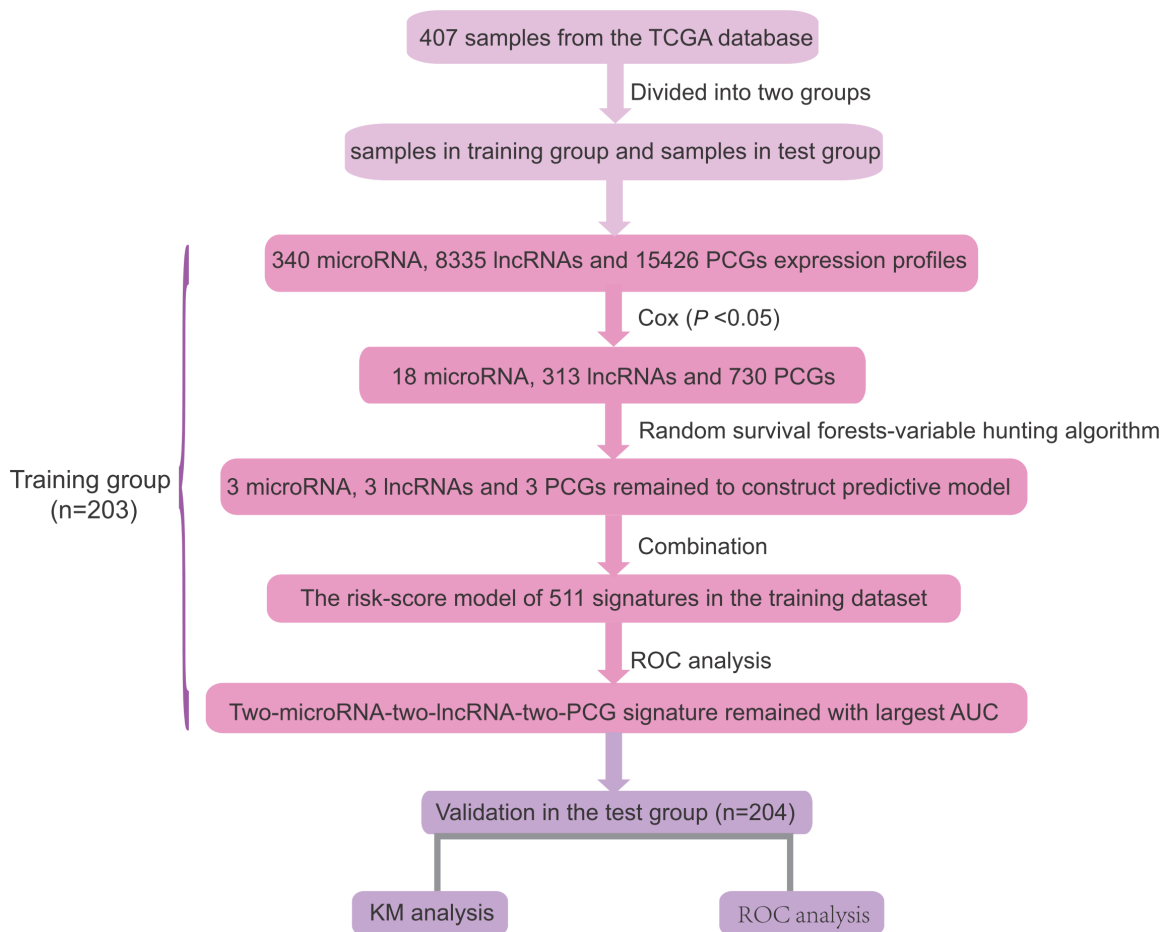 407 samples from the TCGA database
Divided into two groups
samples in training group and samples in test group
340 microRNA, 8335 lncRNAs and 15426 PCGs expression profiles
Cox (P <0.05)
18 microRNA, 313 lncRNAs and 730 PCGs
Random survival forests-variable hunting algorithm
Training group
(n=203)
3 microRNA, 3 lncRNAs and 3 PCGs remained to construct predictive model
Combination
The risk-score model of 511 signatures in the training dataset
ROC analysis
Two-microRNA-two-lncRNA-two-PCG signature remained with largest AUC
Validation in the test group (n=204)
KM analysis
ROC analysis